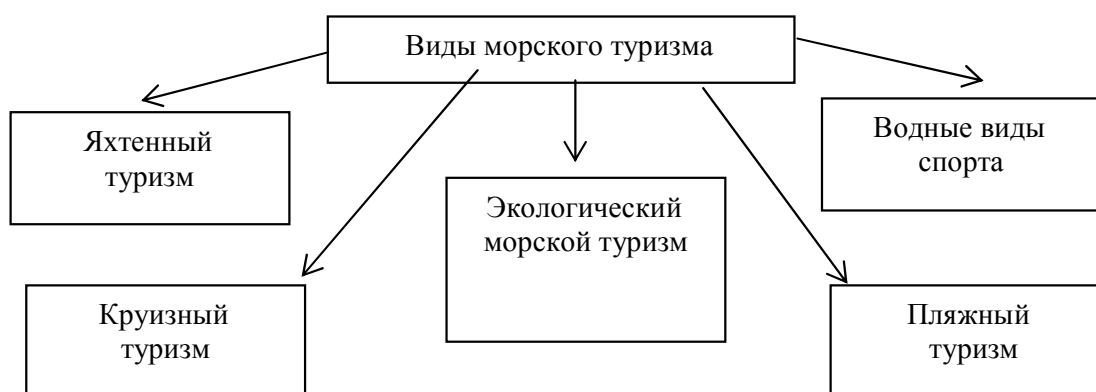 Виды морского туризма
Яхтенный
туризм
Водные виды
спорта
Экологический
морской туризм
Круизный
туризм
Пляжный
туризм